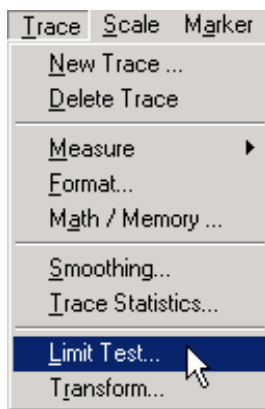 Trace Scale Marker
New Trace ...
Delete Trace
Measure
Format...
Math / Memory ...
Smoothing...
Trace Statistics...
Limit Test...
Transform...